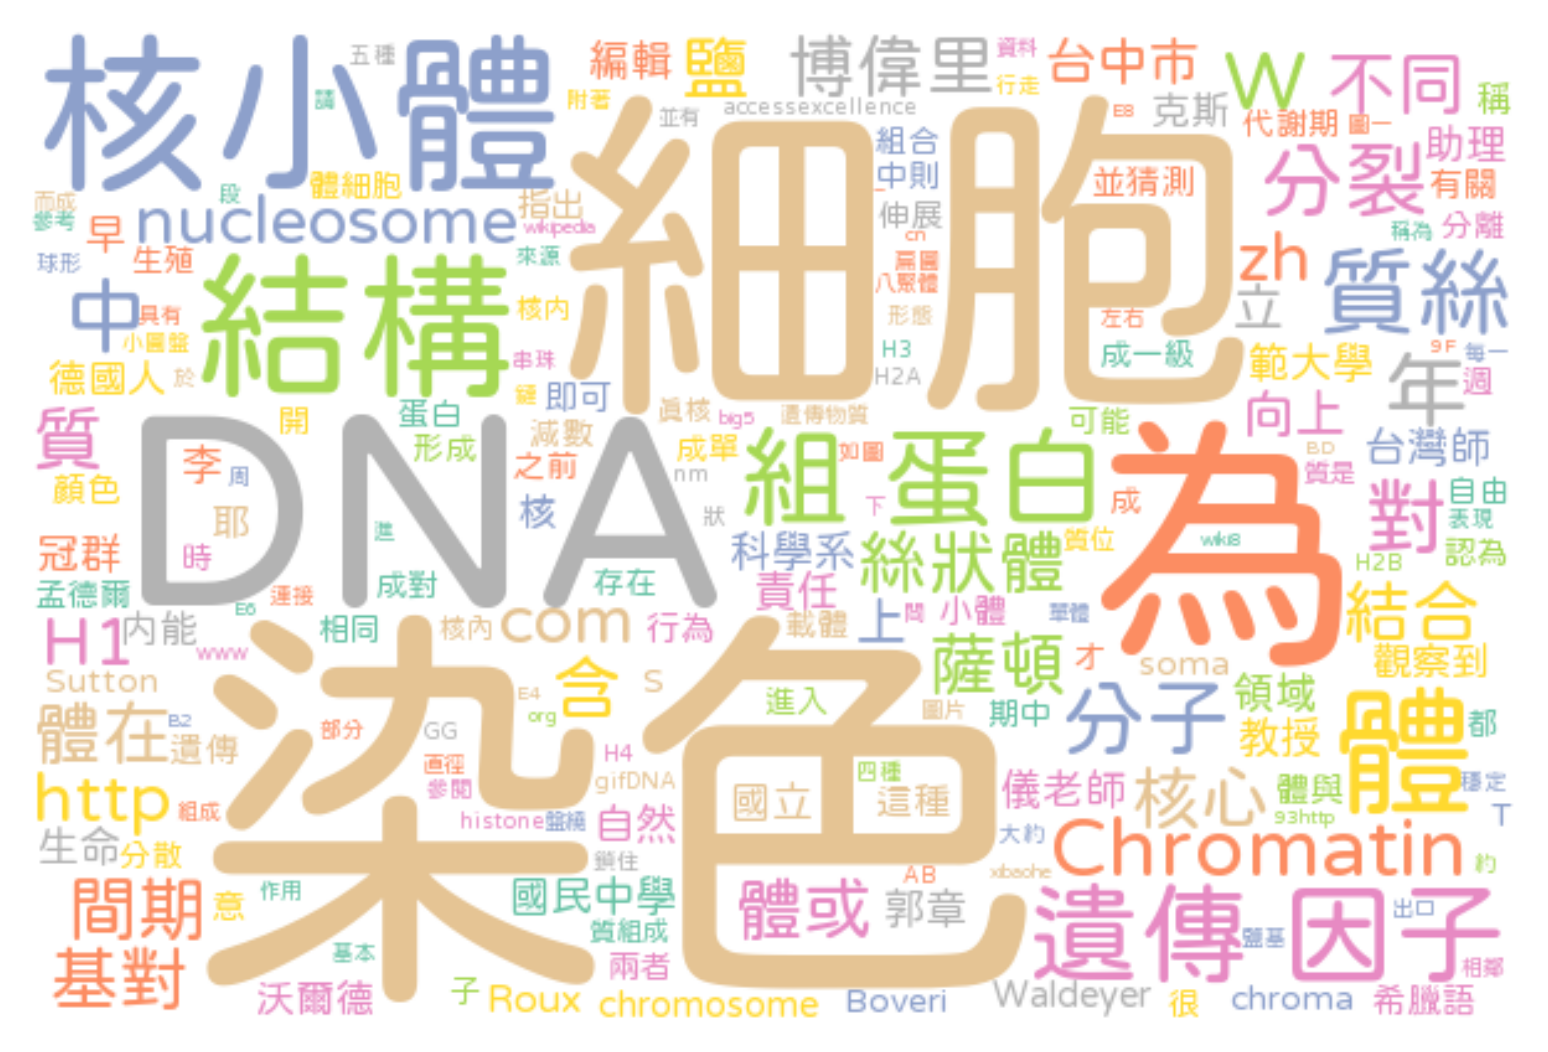 核小體
五種
請
編輯
鹽
博偉里
資料
行走
台中市
W
不同
稱
附著
並有
accessexcellence
E8
克斯
代謝期
圖一
細胞
組合
中則
並猜測
分裂
助理
有關
而成
參考
段
體細胞
nucleosome
指出
wikipedia
伸展
cn
稱為
分離
早
生殖
來源
球形
結構
扁圓
八聚體
zh
立
質絲
中
具有
小圓盤
核內
形態
左右
串珠
H3
成一級
範大學
年
9F
每一
週
德國人
於
H2A
鏈
即可
質
開
蛋白
形成
減數
真核
big5
遺傳物質
可能
向上
台灣師
BD
質是
DNA
李
周
之前
成單
nm
組
如圖
蛋白
為
成
對
自由
表現
顏色
耶
核
狀
下
進
冠群
時
科學系
絲狀體
質位
wiki8
H2B
認為
孟德爾
E6
連接
成對
存在
責任
問
小體
單體
結合
H1
內能
www
相同
核內
com
行為
載體
上
薩頓
才
soma
觀察到
Sutton
E4
含
S
進入
圖片
期中
分子
領域
體
體在
B2
遺傳
染色
部分
org
GG
H4
教授
都
http
組成
直徑
參閱
gifDNA
國立
四種
這種
儀老師
核心
體與
穩定
93http
T
生命
分散
histone
盤繞
自然
大約
Chromatin
約
鎖住
xibaohe
間期
意
作用
國民中學
體或
AB
郭章
遺傳因子
出口
鹽基
質組成
基對
基本
兩者
相鄰
沃爾德
子
Roux
chromosome
Boveri
Waldeyer
很
chroma
希臘語